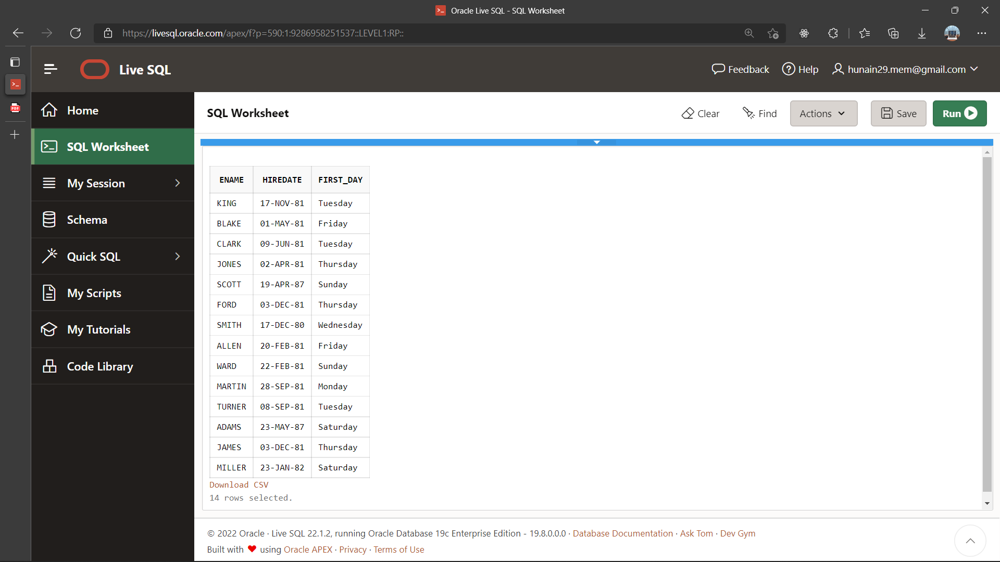 Oracle Live SQL - SQL Worksheet
https://livesql.oracle.com/apex/f?p=590:1:9286958251537::LEVEL1:RP::
Live SQL
Feedback
Help
hunain29.mem@gmail.com
PDF
Home
SQL Worksheet
My Session
Schema
Quick SQL
My Scripts
My Tutorials
Code Library
SQL Worksheet
Clear
Find
Actions
Save
Run
ENAME HIREDATE FIRST_DAY
KING 17-NOV-81 Tuesday
BLAKE 01-MAY-81 Friday
CLARK 09-JUN-81 Tuesday
JONES 02-APR-81 Thursday
SCOTT 19-APR-87 Sunday
FORD 03-DEC-81 Thursday
SMITH 17-DEC-80 Wednesday
ALLEN 20-FEB-81 Friday
WARD 22-FEB-81 Sunday
MARTIN 28-SEP-81 Monday
TURNER 08-SEP-81 Tuesday
ADAMS 23-MAY-87 Saturday
JAMES 03-DEC-81 Thursday
MILLER 23-JAN-82 Saturday
Download CSV
14 rows selected.
© 2022 Oracle · Live SQL 22.1.2, running Oracle Database 19c Enterprise Edition - 19.8.0.0.0 · Database Documentation · Ask Tom · Dev Gym
Built with ❤ using Oracle APEX · Privacy · Terms of Use